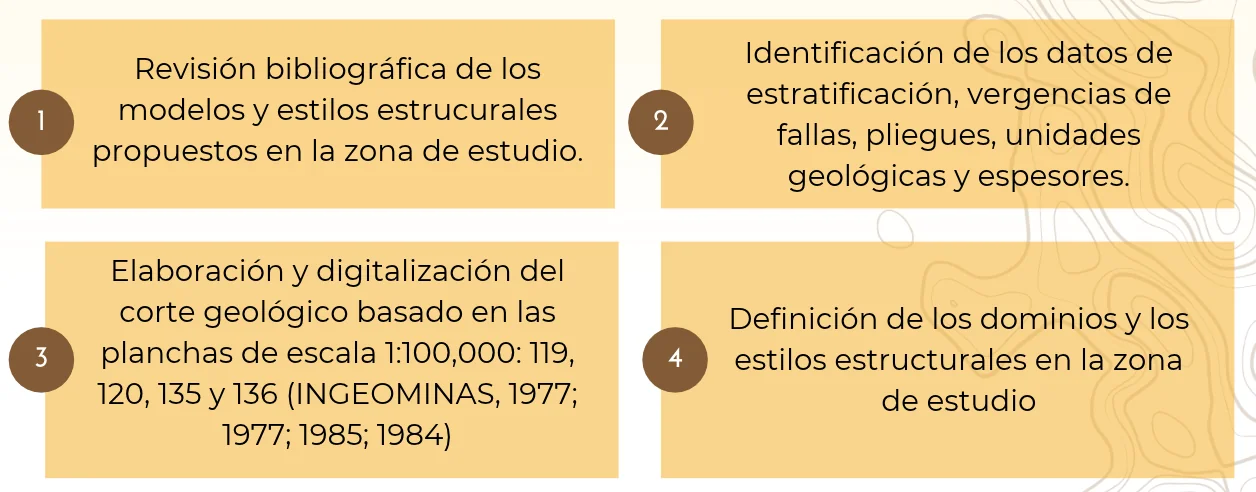 1
Revisión bibliográfica de los
modelos y estilos estrucurales
propuestos en la zona de estudio.
2
Identificación de los datos de
estratificación, vergencias de
fallas, pliegues, unidades
geológicas y espesores.
3
Elaboración y digitalización del
corte geológico basado en las
planchas de escala 1:100,000: 119,
120, 135 y 136 (INGEOMINAS, 1977;
1977; 1985; 1984)
4
Definición de los dominios y los
estilos estructurales en la zona
de estudio